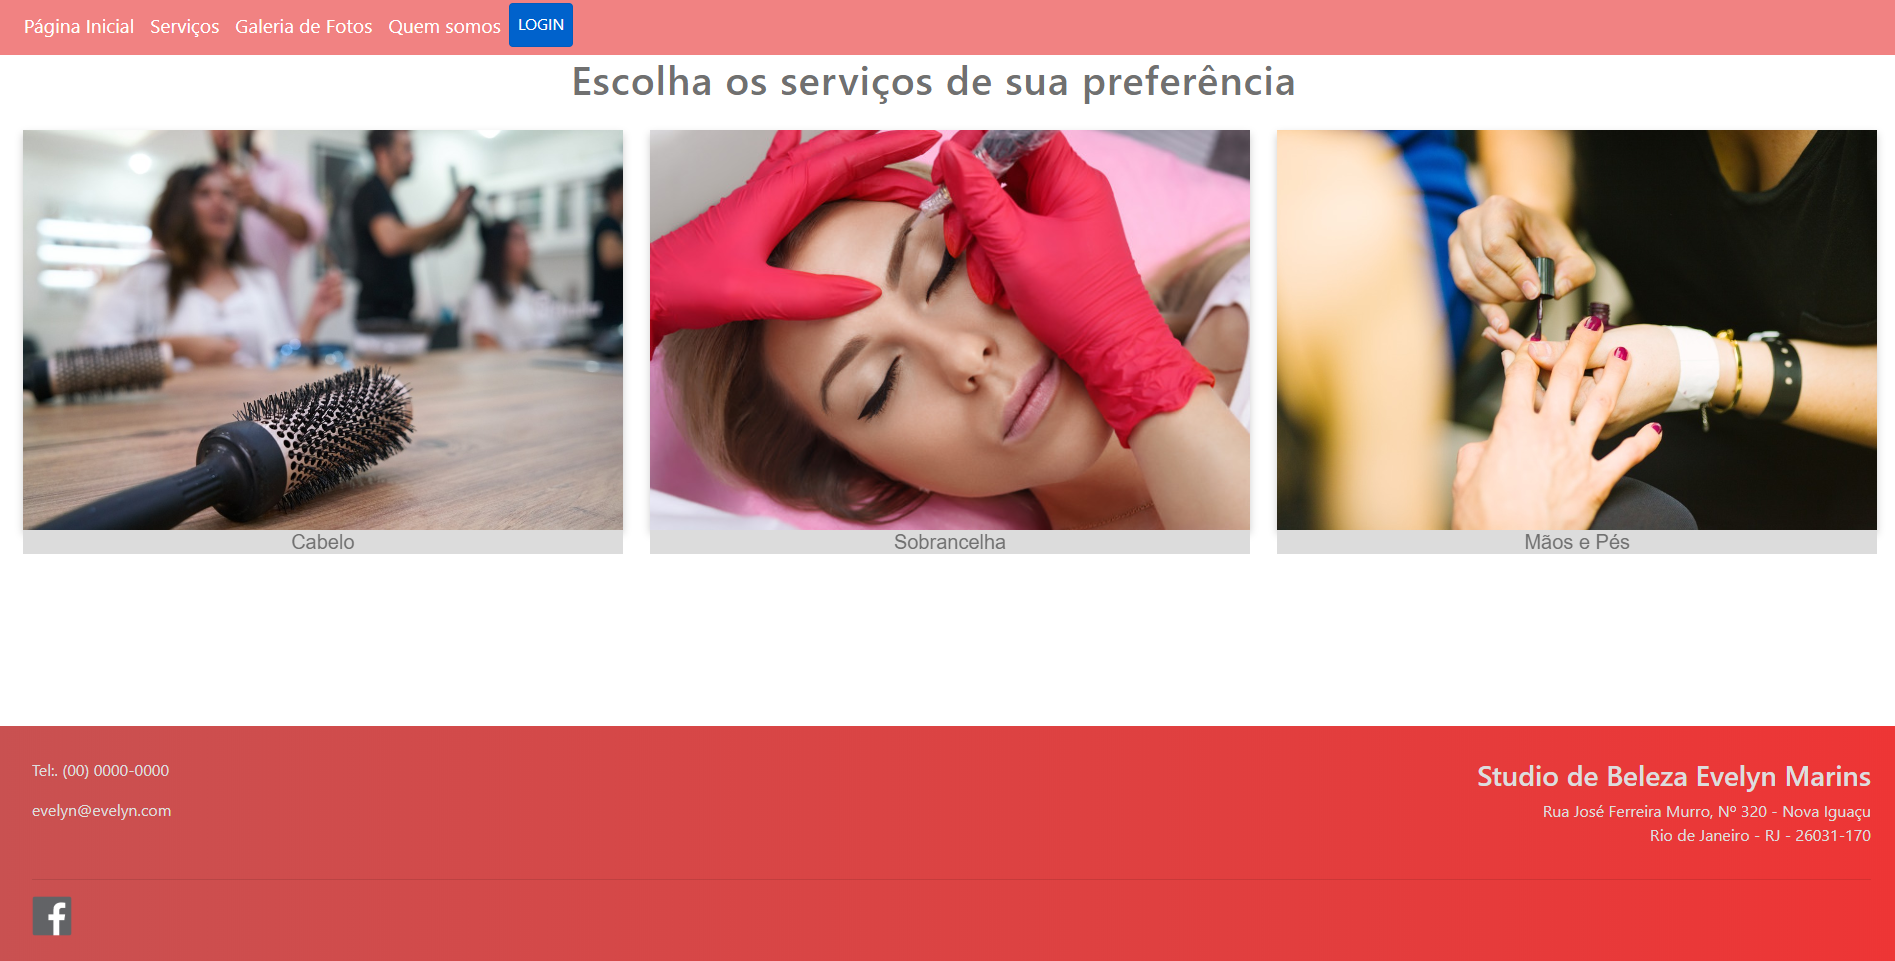 Página Inicial Serviços Galeria de Fotos Quem somos LOGIN
Escolha os serviços de sua preferência
Cabelo Sobrancelha Mãos e Pés
Tel:. (00) 0000-0000
evelyn@evelyn.com
Studio de Beleza Evelyn Marins
Rua José Ferreira Murro, Nº 320 - Nova Iguaçu
Rio de Janeiro - RJ - 26031-170